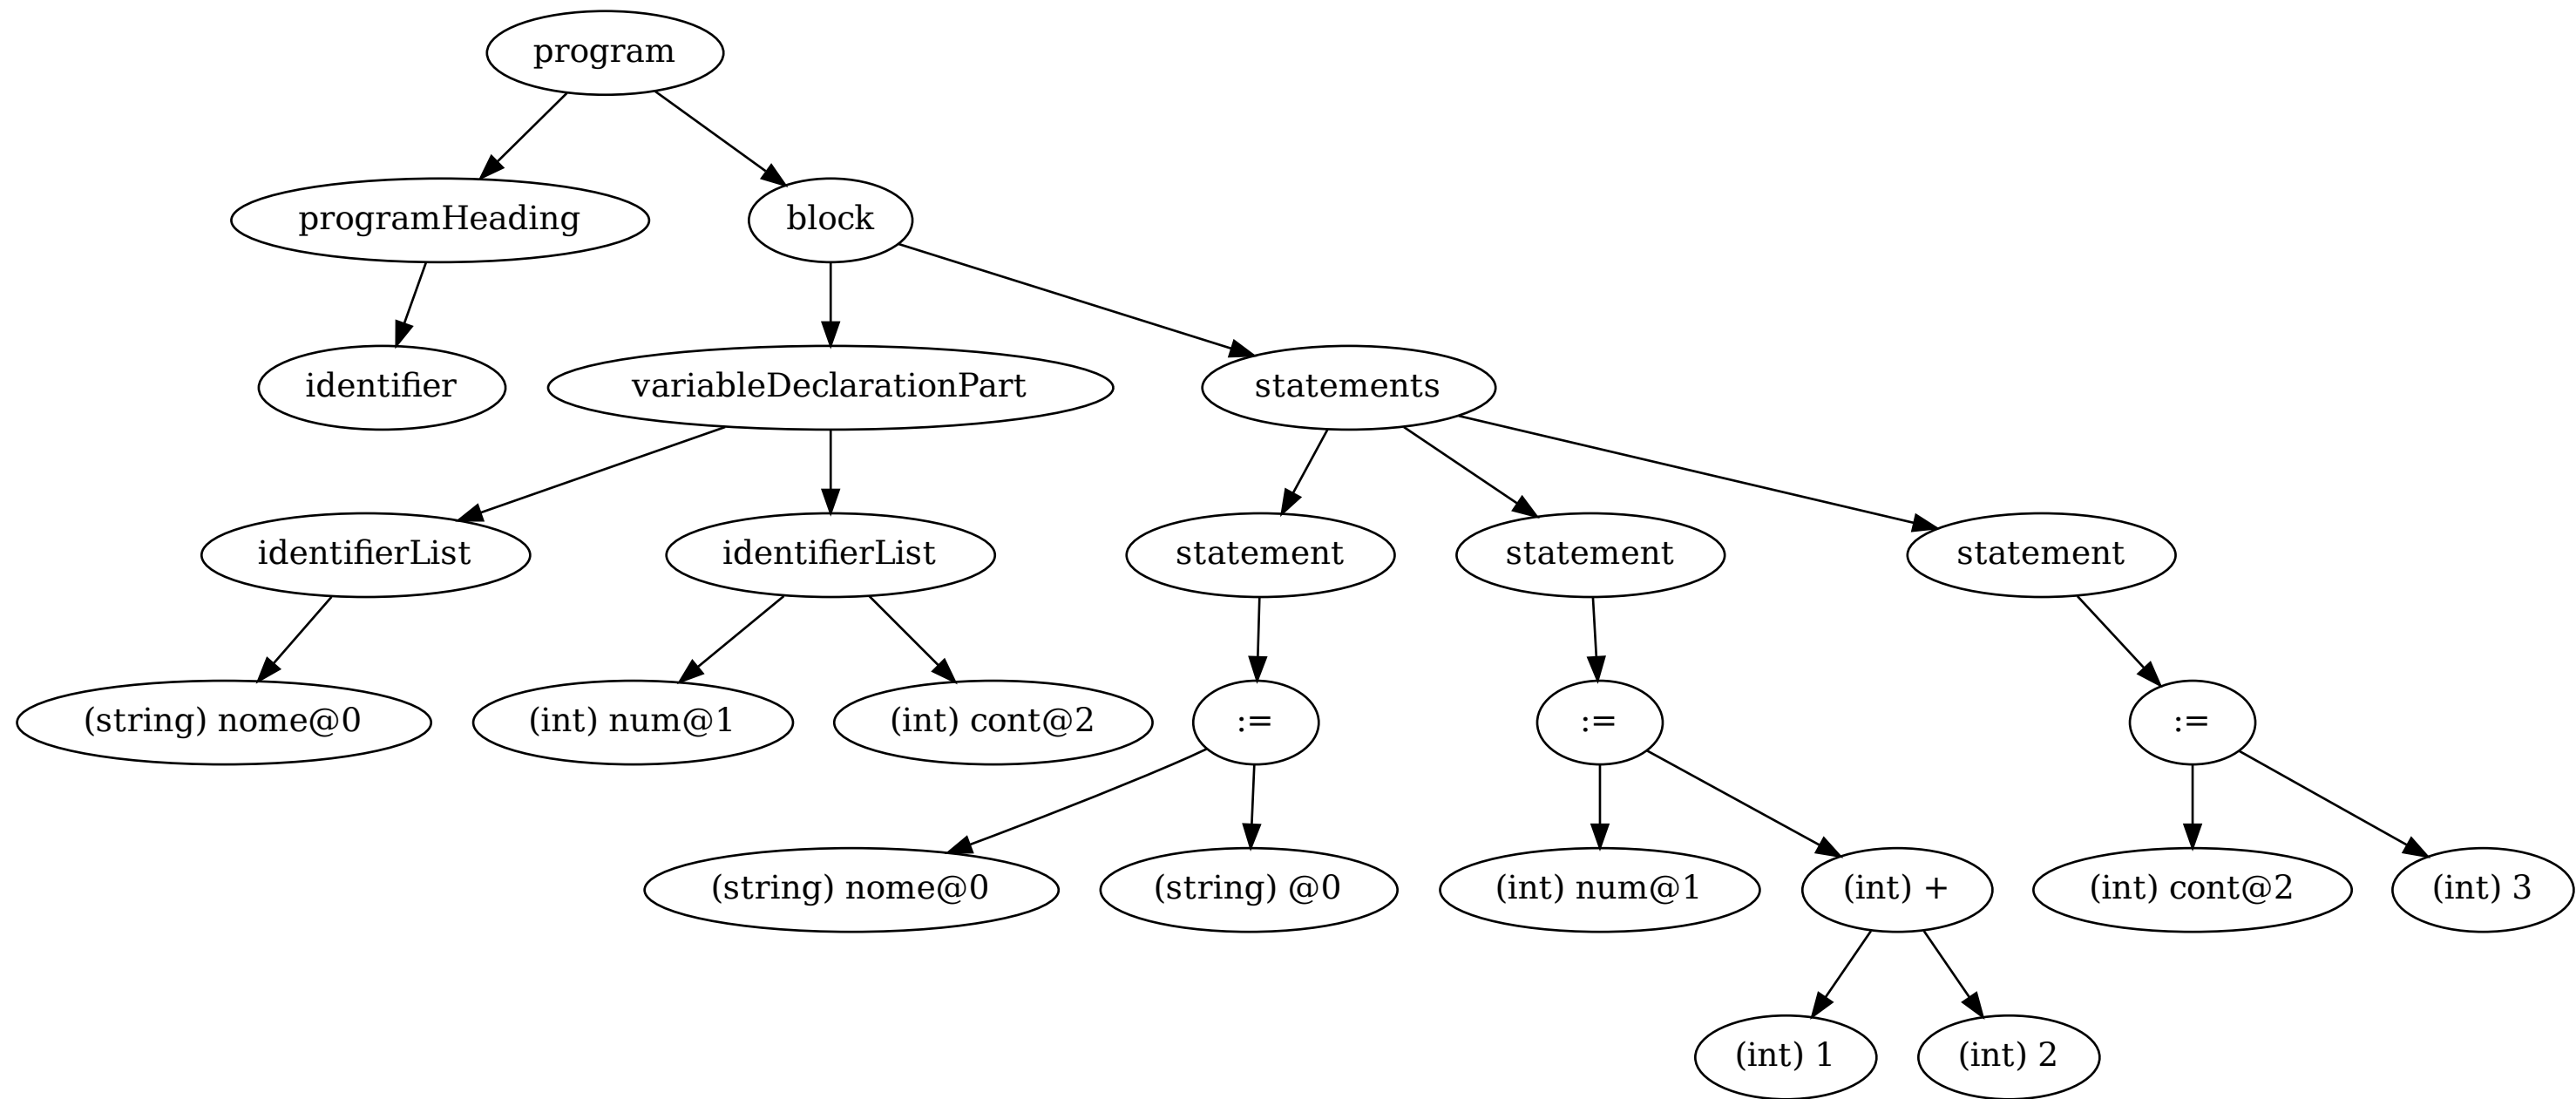 program
programHeading
block
identifier
variableDeclarationPart
statements
identifierList
identifierList
statement
statement
statement
(string) nome@0
(int) num@1
(int) cont@2
:=
:=
:=
(string) nome@0
(string) @0
(int) num@1
(int) +
(int) cont@2
(int) 3
(int) 1
(int) 2